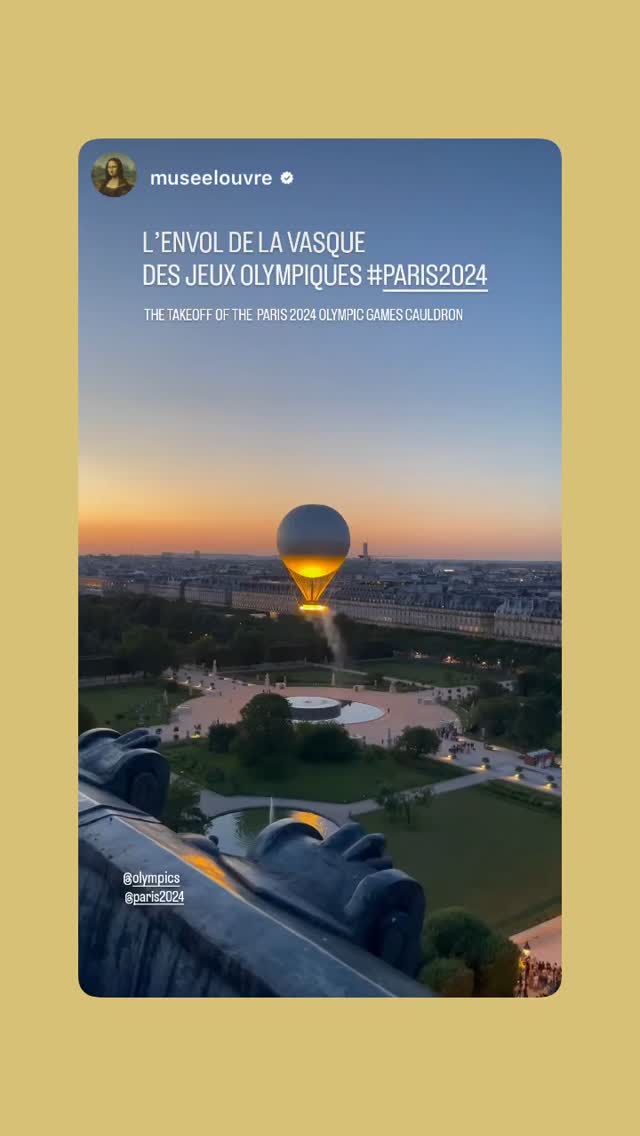 museelouvre
L’ENVOL DE LA VASQUE
DES JEUX OLYMPIQUES #PARIS2024
THE TAKEOFF OF THE PARIS 2024 OLYMPIC GAMES CAULDRON
@olympics
@paris2024